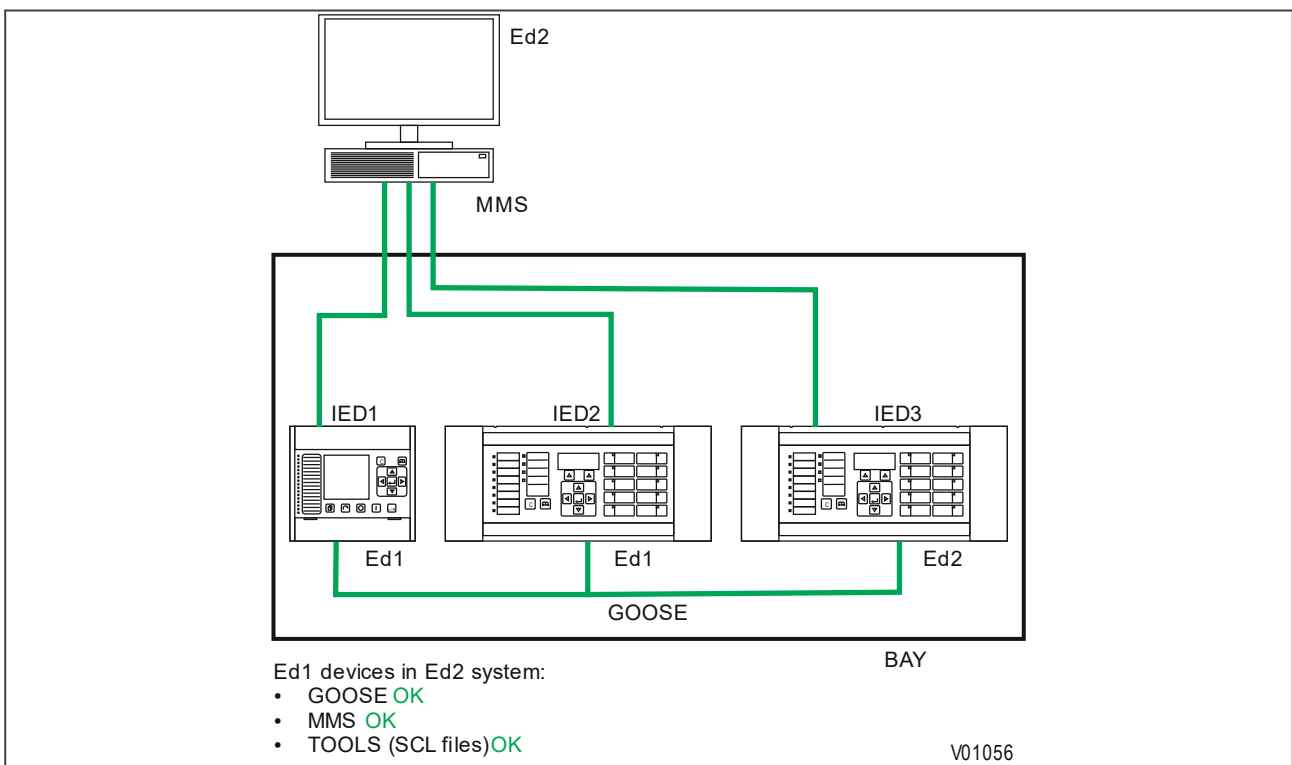 Ed2
MMS
IED1
IED2
IED3
Ed1
Ed1
Ed2
GOOSE
BAY
Ed1 devices in Ed2 system:
• GOOSE OK
• MMS OK
• TOOLS (SCL files)OK
V01056